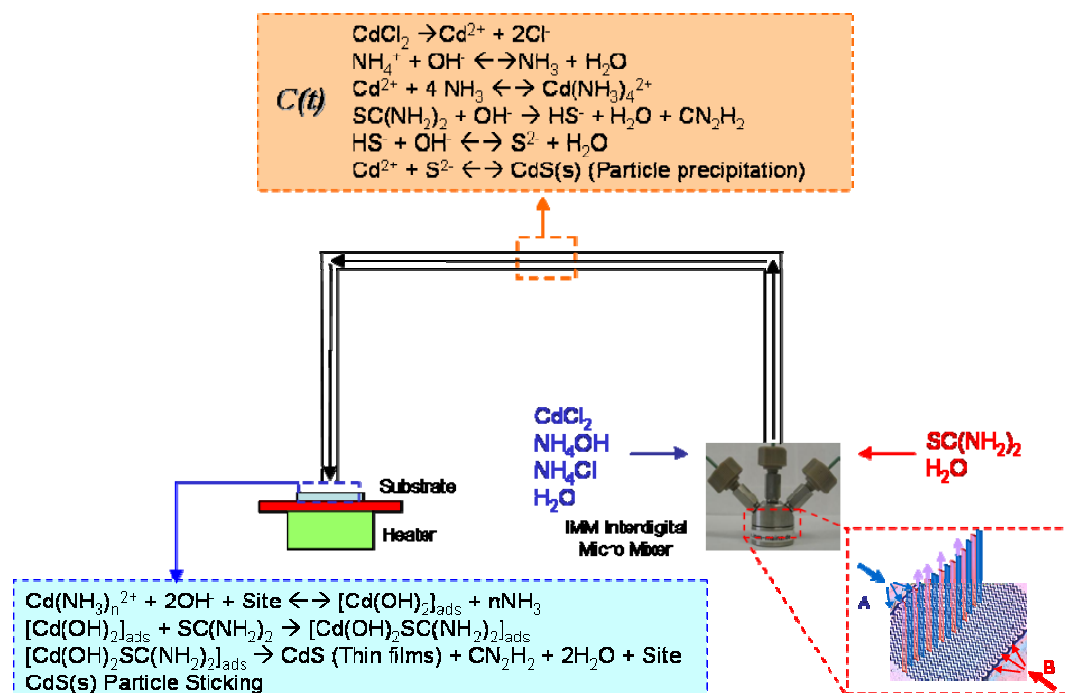 CdCl₂ →Cd²⁺ + 2Cl⁻
NH₄⁺ + OH⁻ ←→NH₃ + H₂O
C(t)
Cd²⁺ + 4 NH₃ ←→ Cd(NH₃)₄²⁺
SC(NH₂)₂ + OH⁻ → HS⁻ + H₂O + CN₂H₂
HS⁻ + OH⁻ ←→ S²⁻ + H₂O
Cd²⁺ + S²⁻ ←→ CdS(s) (Particle precipitation)
CdCl₂
NH₄OH
NH₄Cl
H₂O
SC(NH₂)₂
H₂O
Substrate
Heater
IMM Interdigital
Micro Mixer
A
B
Cd(NH₃)ₙ²⁺ + 2OH⁻ + Site ←→ [Cd(OH)₂]ads + nNH₃
[Cd(OH)₂]ads + SC(NH₂)₂ → [Cd(OH)₂SC(NH₂)₂]ads
[Cd(OH)₂SC(NH₂)₂]ads → CdS (Thin films) + CN₂H₂ + 2H₂O + Site
CdS(s) Particle Sticking